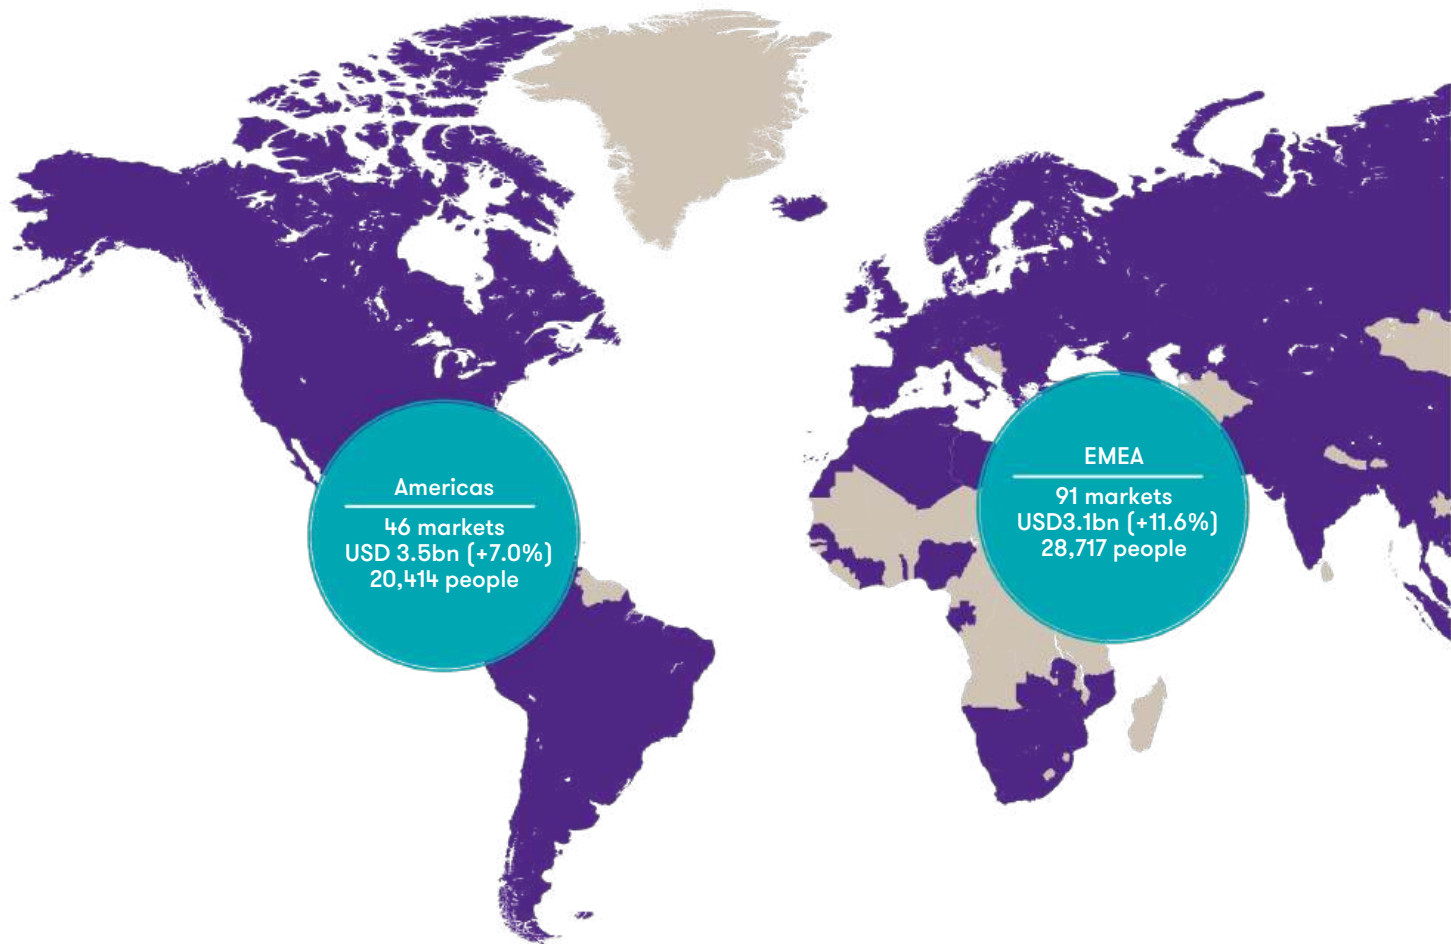 Americas
46 markets
USD 3.5bn (+7.0%)
20,414 people
EMEA
91 markets
USD3.1bn (+11.6%)
28,717 people